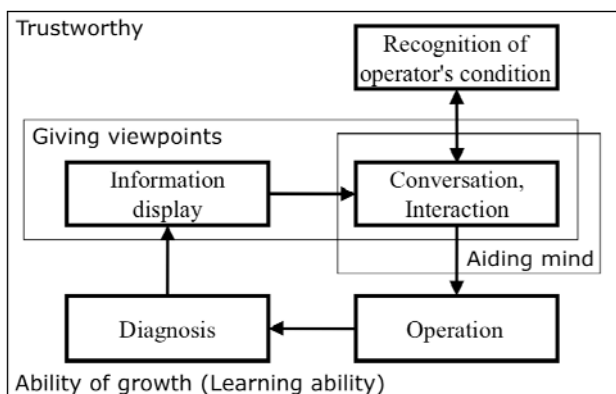 Trustworthy
Recognition of
operator's condition
Giving viewpoints
Information
display
Conversation,
Interaction
Aiding mind
Diagnosis
Operation
Ability of growth (Learning ability)